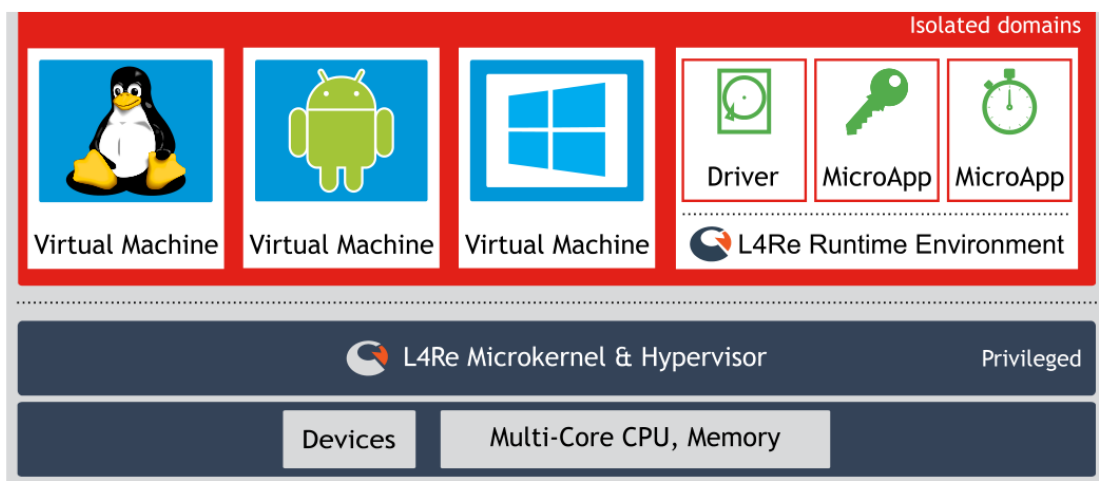 Isolated domains
Driver
MicroApp
MicroApp
Virtual Machine
Virtual Machine
Virtual Machine
L4Re Runtime Environment
L4Re Microkernel & Hypervisor
Privileged
Devices
Multi-Core CPU, Memory